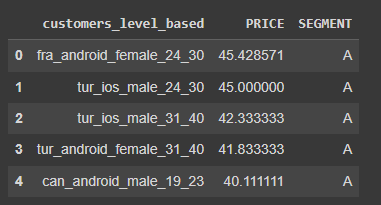 customers_level_based PRICE SEGMENT
0 fra_android_female_24_30 45.428571 A
1 tur_ios_male_24_30 45.000000 A
2 tur_ios_male_31_40 42.333333 A
3 tur_android_female_31_40 41.833333 A
4 can_android_male_19_23 40.111111 A